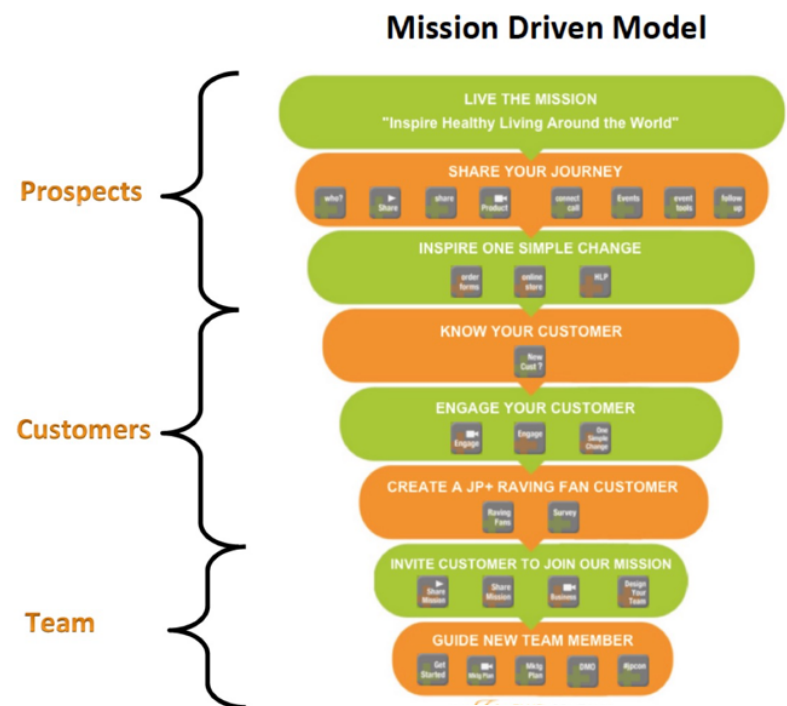 Mission Driven Model
LIVE THE MISSION
"Inspire Healthy Living Around the World"
Prospects
SHARE YOUR JOURNEY
who?
Share
share
Product
connect
call
Events
event
tools
follow
up
INSPIRE ONE SIMPLE CHANGE
order
forms
online
store
HLP
KNOW YOUR CUSTOMER
New
Cust ?
Customers
ENGAGE YOUR CUSTOMER
Engage
Engage
One
Simple
Change
CREATE A JP+ RAVING FAN CUSTOMER
Raving
Fans
Survey
INVITE CUSTOMER TO JOIN OUR MISSION
Share
Mission
Share
Mission
Business
Design
Your
Team
Team
GUIDE NEW TEAM MEMBER
Get
Started
Mktg Plan
Mktg
Plan
DMO
#jpcon